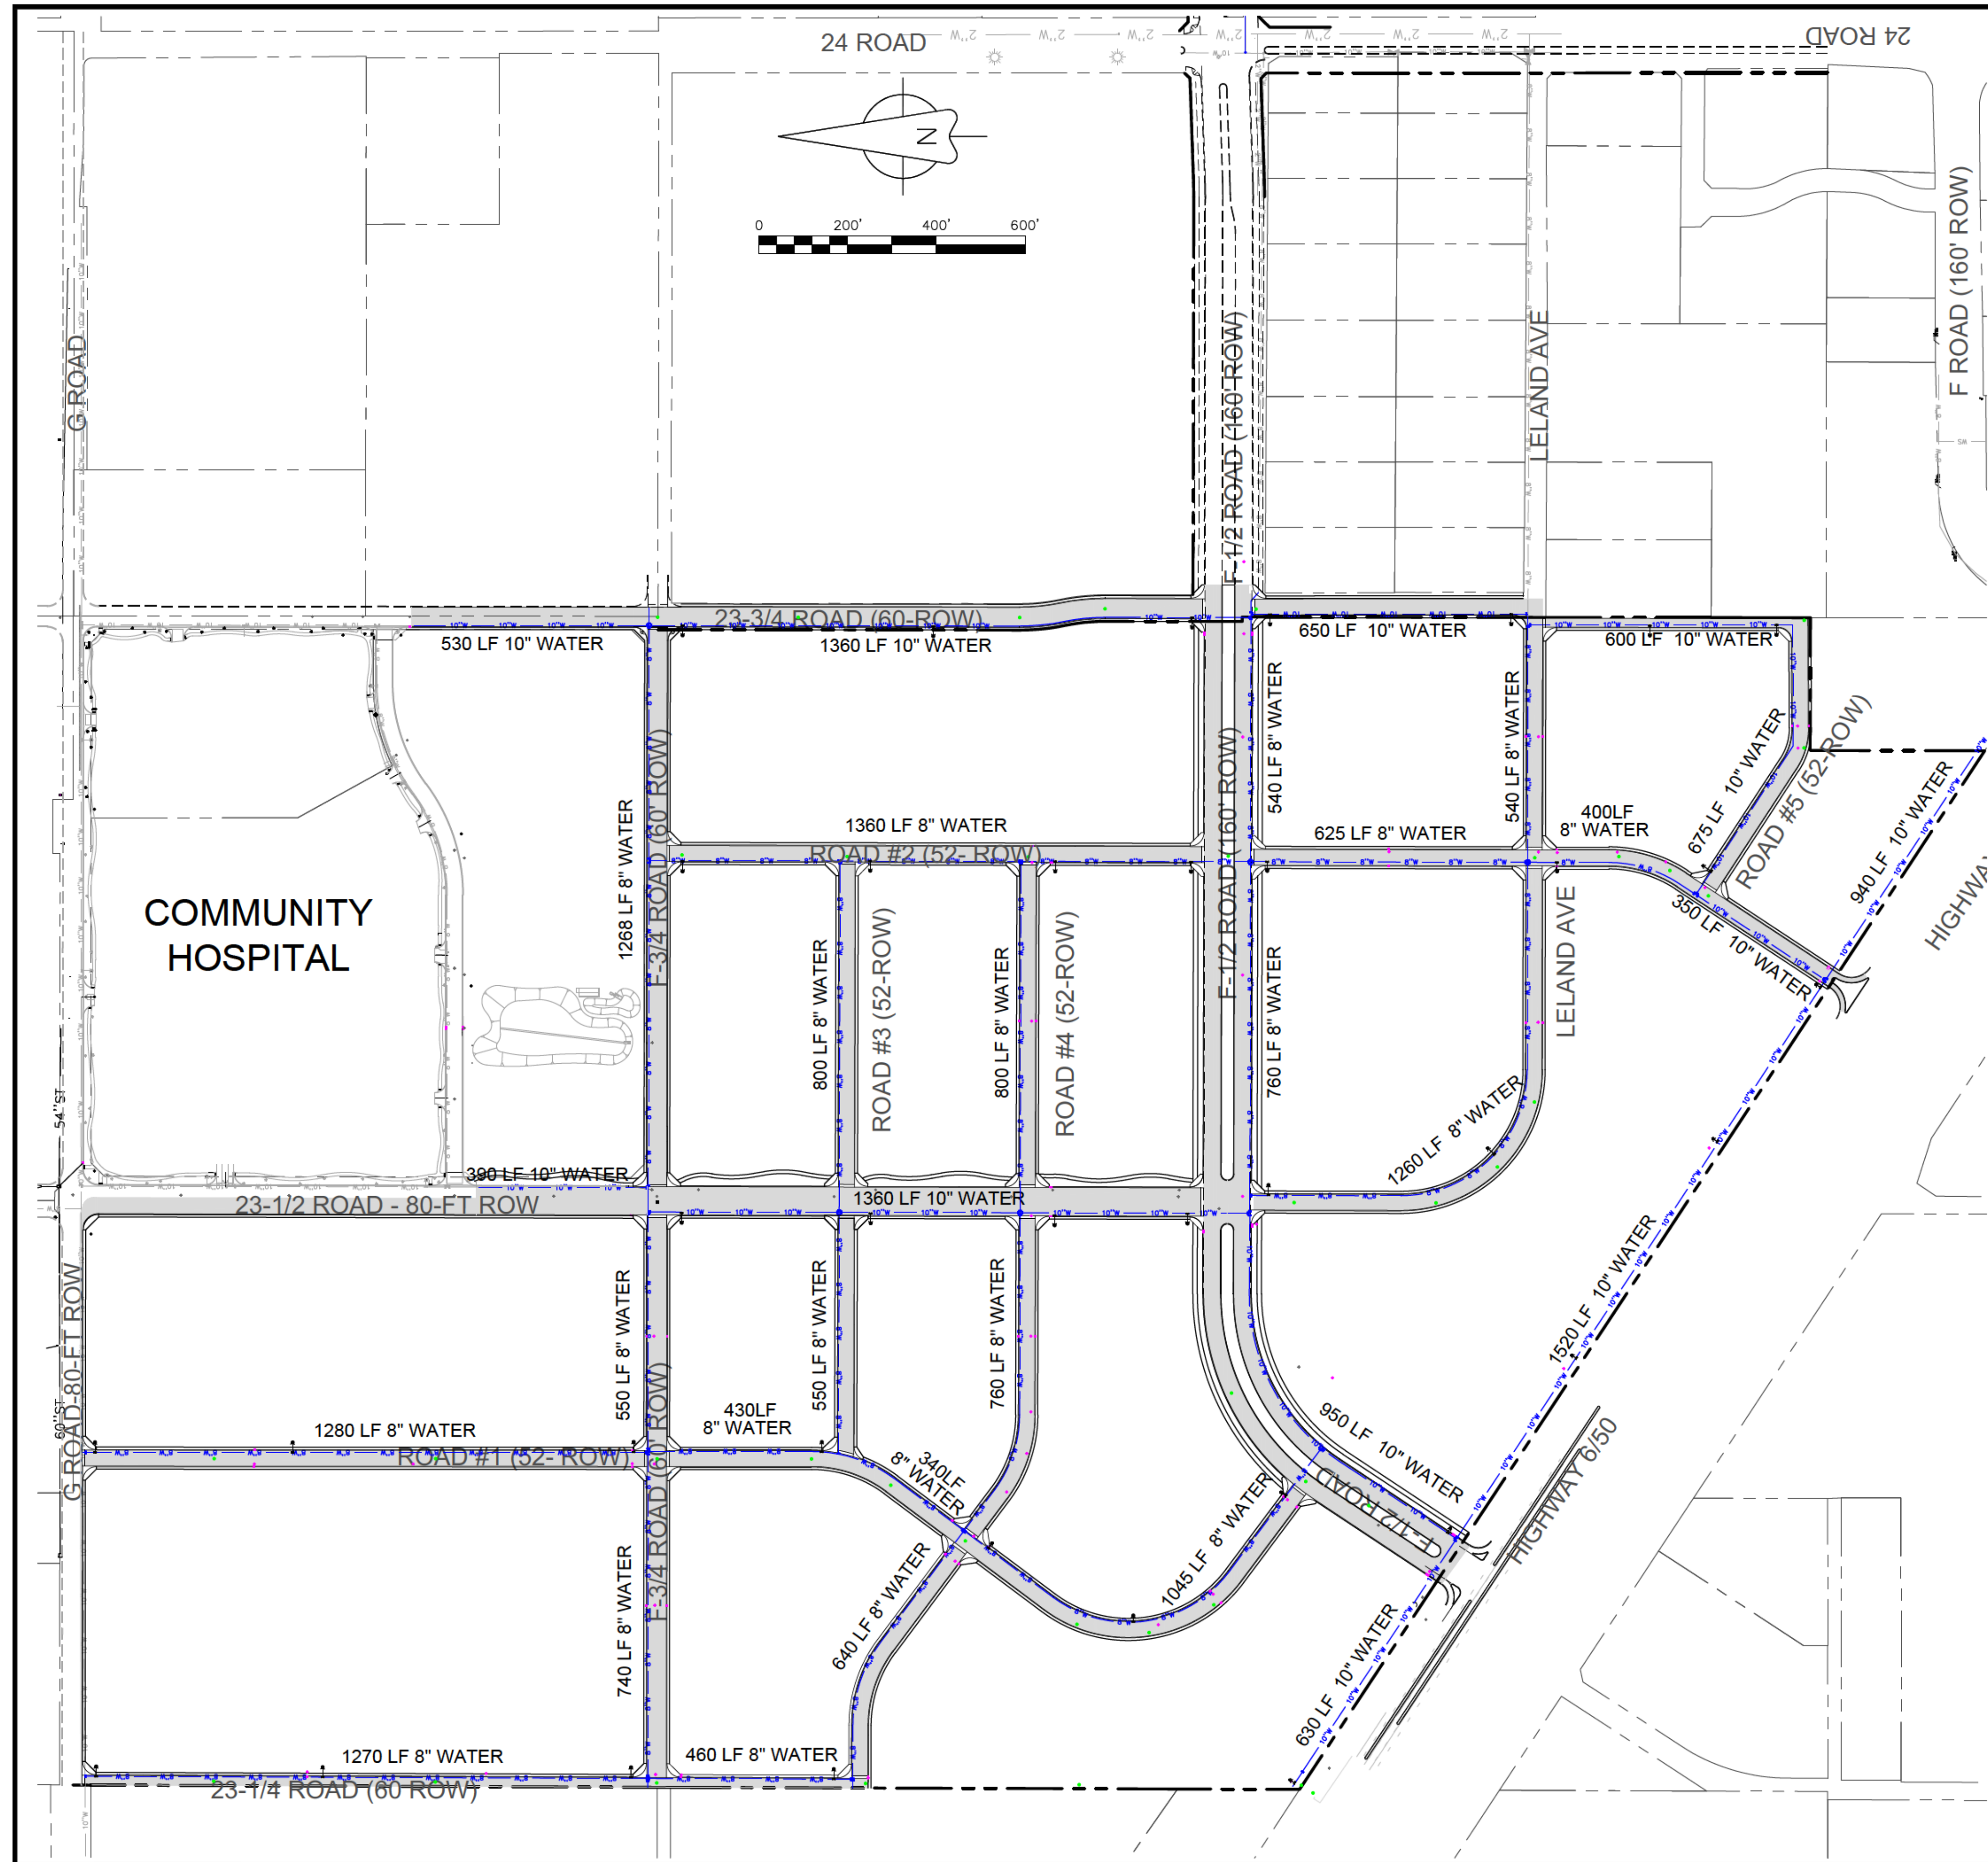 24 ROAD
24 ROAD
2"W 2"W 2"W 2"W 2"W 2"W 2"W
N
0 200' 400' 600'
G ROAD
F-1/2 ROAD (160' ROW)
LELAND AVE
F ROAD (160' ROW)
23-3/4 ROAD (60-ROW)
530 LF 10" WATER
1360 LF 10" WATER
650 LF 10" WATER
600 LF 10" WATER
540 LF 8" WATER
540 LF 8" WATER
675 LF 10" WATER
ROAD #5 (52-ROW)
940 LF 10" WATER
HIGHWAY
F-3/4 ROAD (60' ROW)
1268 LF 8" WATER
1360 LF 8" WATER
ROAD #2 (52- ROW)
F-1/2 ROAD (160' ROW)
625 LF 8" WATER
400LF
8" WATER
350 LF 10" WATER
COMMUNITY
HOSPITAL
800 LF 8" WATER
ROAD #3 (52-ROW)
800 LF 8" WATER
ROAD #4 (52-ROW)
760 LF 8" WATER
LELAND AVE
1260 LF 8" WATER
54"ST
390 LF 10" WATER
23-1/2 ROAD - 80-FT ROW
1360 LF 10" WATER
G ROAD-80-FT ROW
60"ST
550 LF 8" WATER
550 LF 8" WATER
760 LF 8" WATER
1520 LF 10" WATER
1280 LF 8" WATER
ROAD #1 (52- ROW)
430LF
8" WATER
340LF
8" WATER
950 LF 10" WATER
F-1/2 ROAD
HIGHWAY 6/50
F-3/4 ROAD (60' ROW)
740 LF 8" WATER
640 LF 8" WATER
1045 LF 8" WATER
630 LF 10" WATER
1270 LF 8" WATER
460 LF 8" WATER
23-1/4 ROAD (60 ROW)